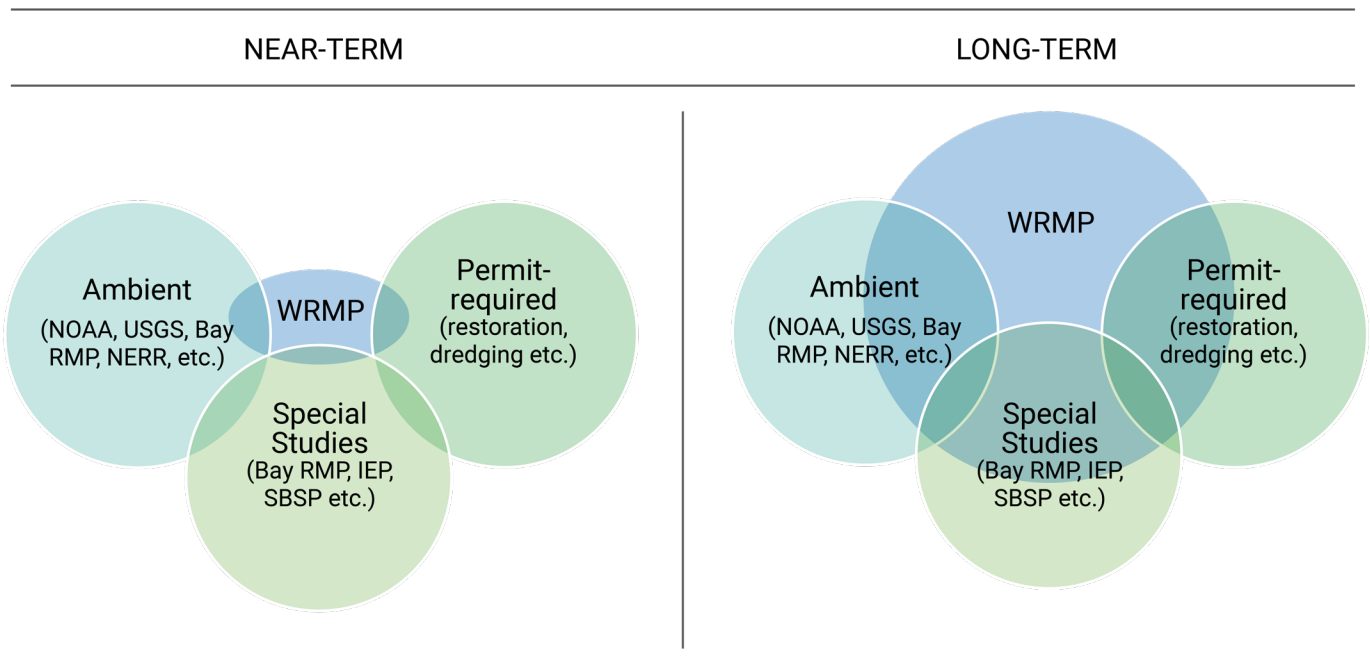 NEAR-TERM
LONG-TERM
Ambient
(NOAA, USGS, Bay
RMP, NERR, etc.)
WRMP
Permit-
required
(restoration,
dredging etc.)
Special
Studies
(Bay RMP, IEP,
SBSP etc.)
WRMP
Ambient
(NOAA, USGS, Bay
RMP, NERR, etc.)
Permit-
required
(restoration,
dredging etc.)
Special
Studies
(Bay RMP, IEP,
SBSP etc.)